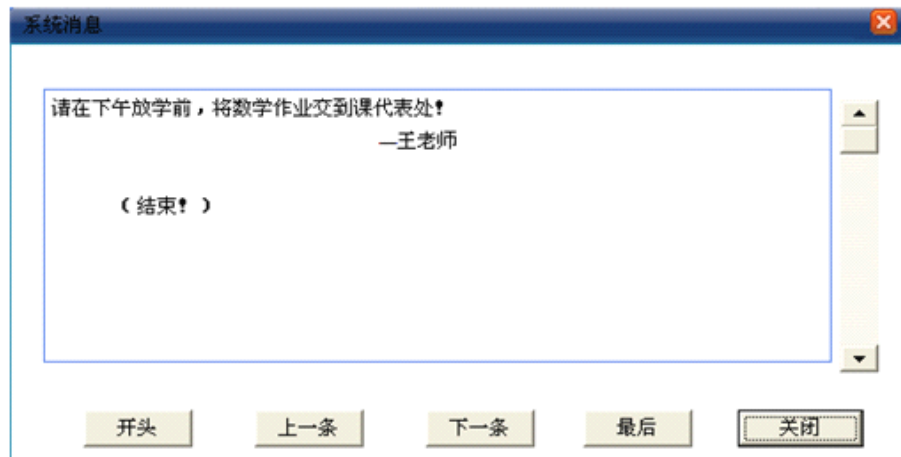 系统消息
请在下午放学前，将数学作业交到课代表处！
—王老师
（结束！）
开头
上一条
下一条
最后
关闭